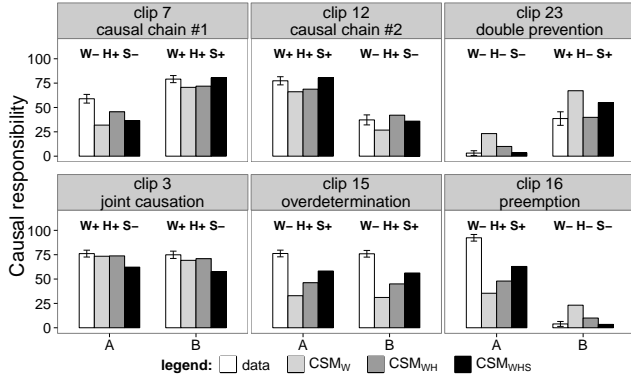 clip 7
causal chain #1
clip 12
causal chain #2
clip 23
double prevention
W− H+ S−
W+ H+ S+
W+ H+ S+
W− H+ S−
W− H− S−
W+ H− S+
100
75
50
25
0
Causal responsibility
clip 3
joint causation
clip 15
overdetermination
clip 16
preemption
W+ H+ S−
W+ H+ S−
W− H+ S+
W− H+ S+
W− H+ S+
W− H− S−
100
75
50
25
0
A
B
A
B
A
B
legend: data CSMW CSMWH CSMWHS